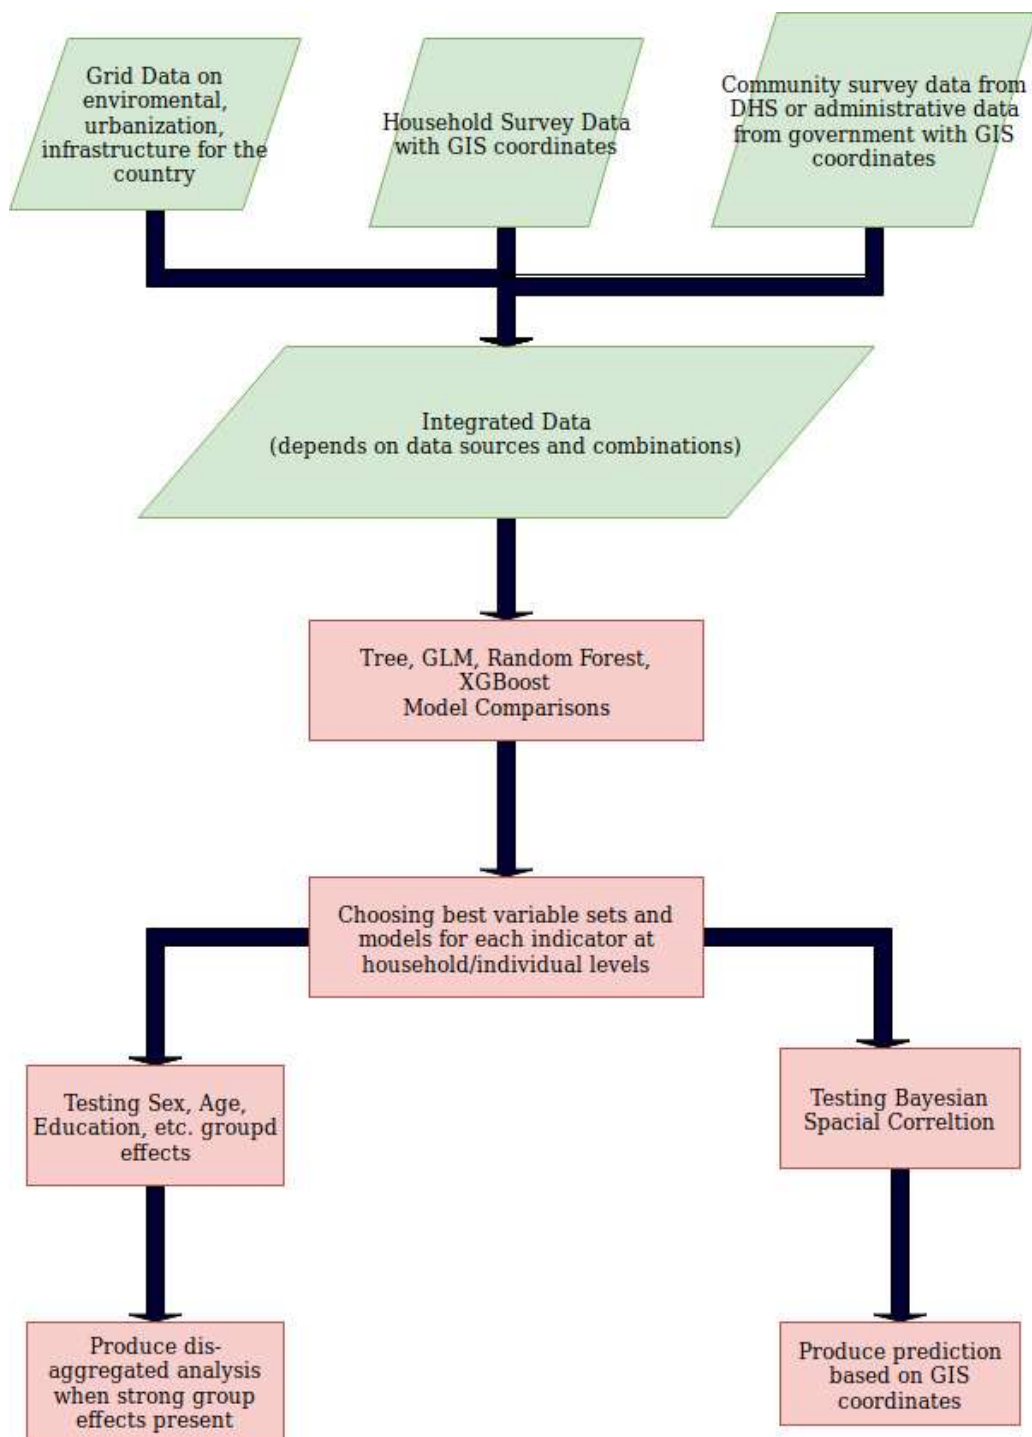 Grid Data on
enviromental,
urbanization,
infrastructure for the
country
Household Survey Data
with GIS coordinates
Community survey data from
DHS or administrative data
from government with GIS
coordinates
Integrated Data
(depends on data sources and combinations)
Tree, GLM, Random Forest,
XGBoost
Model Comparisons
Choosing best variable sets and
models for each indicator at
household/individual levels
Testing Sex, Age,
Education, etc. groupd
effects
Testing Bayesian
Spacial Correltion
Produce dis-
aggregated analysis
when strong group
effects present
Produce prediction
based on GIS
coordinates